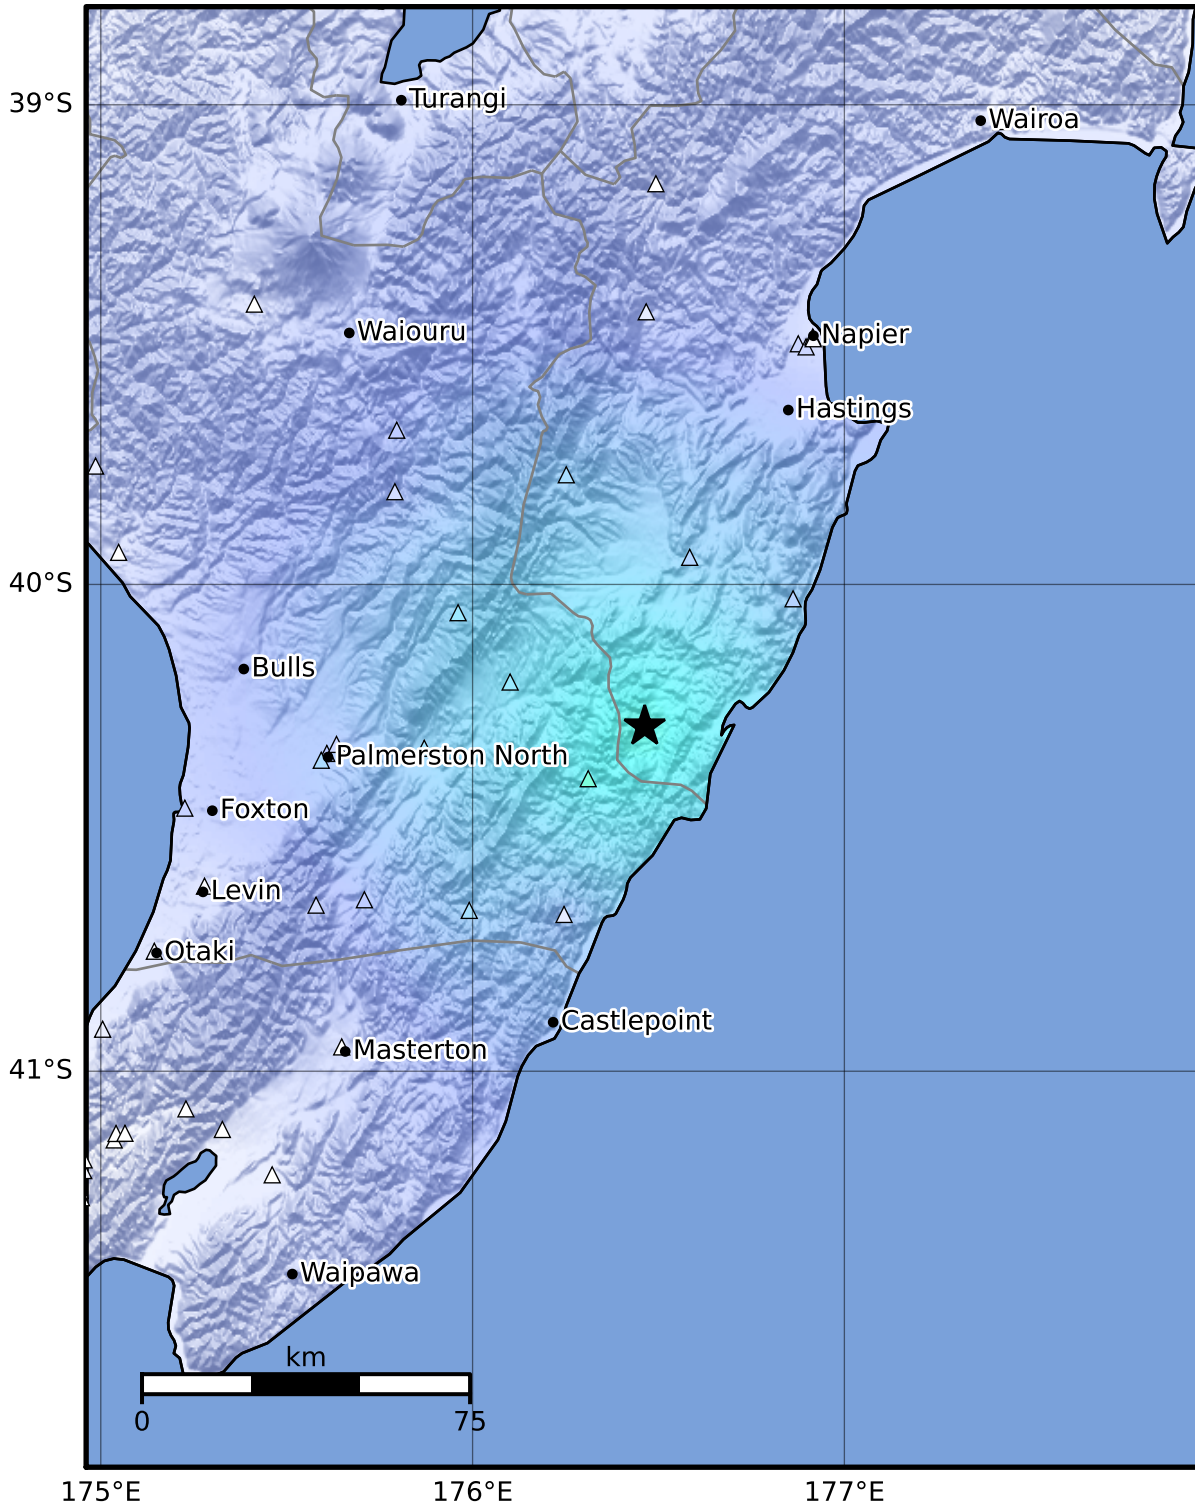 Turangi
39°S
Wairoa
Waiouru
Napier
Hastings
40°S
Bulls
Palmerston North
Foxton
Levin
Otaki
Castlepoint
Masterton
41°S
Waipawa
km
0
75
175°E
176°E
177°E